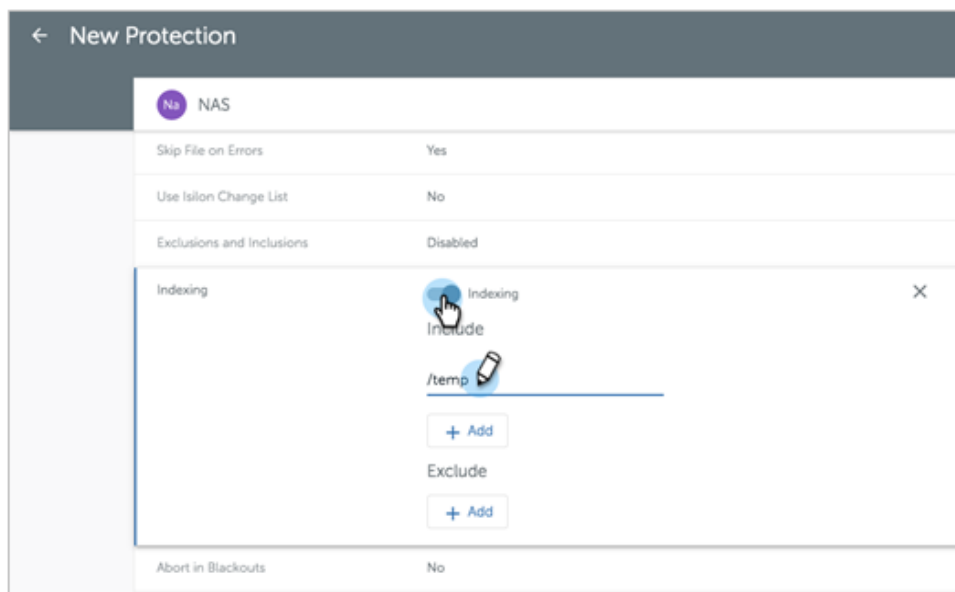 ← New Protection
Na NAS
Skip File on Errors Yes
Use Isilon Change List No
Exclusions and Inclusions Disabled
Indexing Indexing
Include
/temp
+ Add
Exclude
+ Add
Abort in Blackouts No